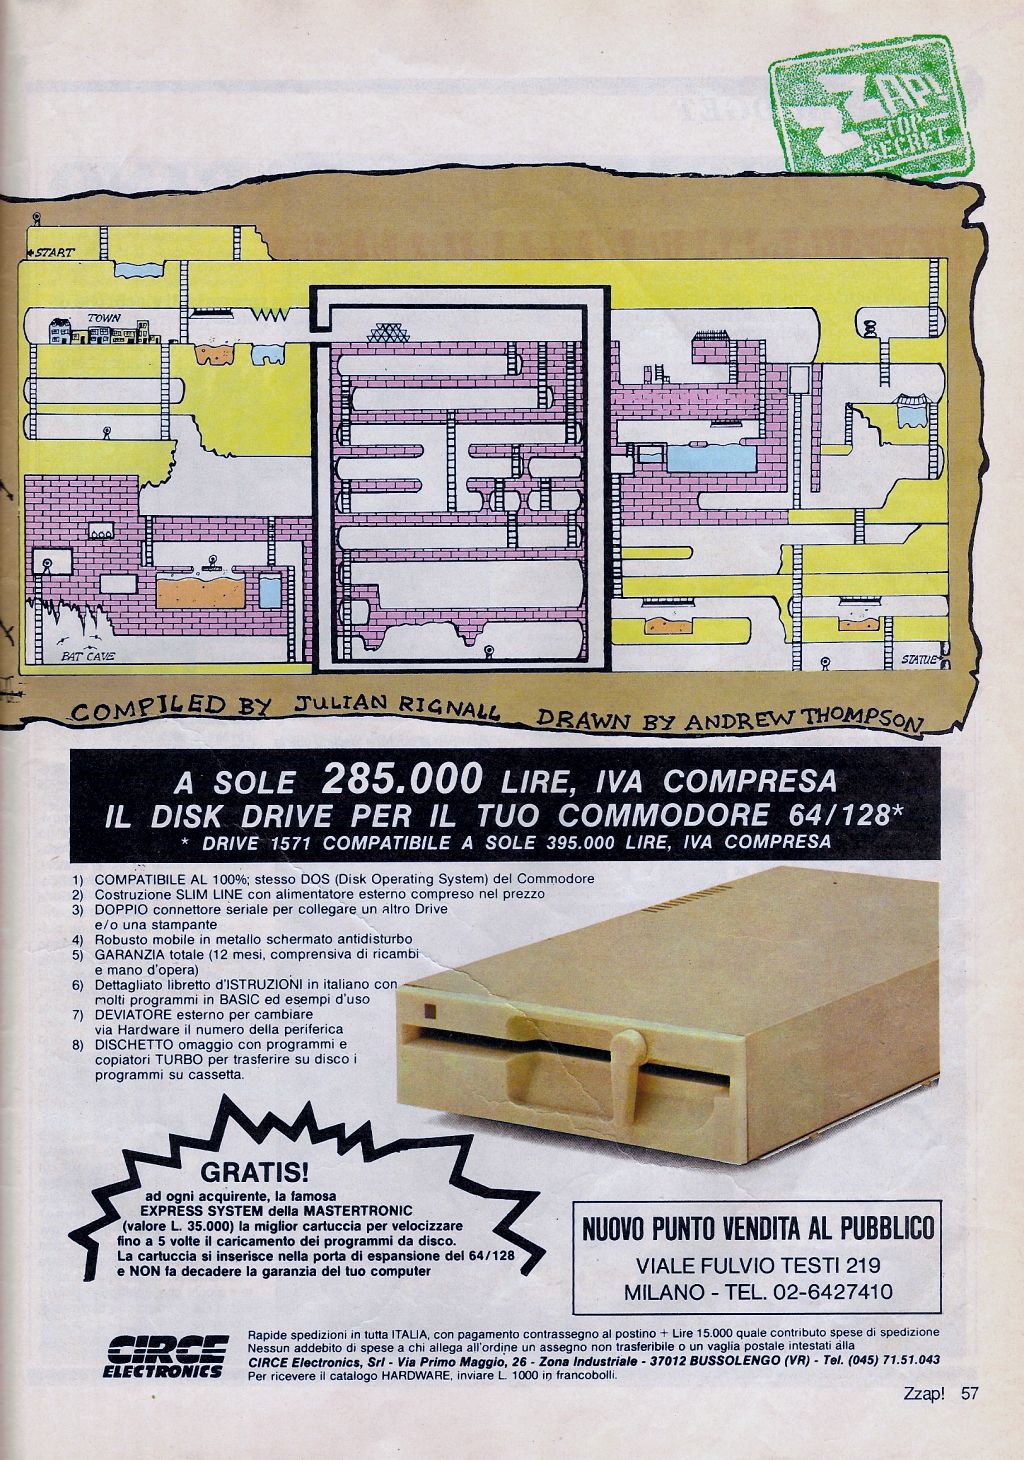 ZZAP!
TOP
SECRET
START
TOWN
BAT CAVE
STATUE
COMPILED BY JULIAN RIGNALL DRAWN BY ANDREW THOMPSON
A SOLE 285.000 LIRE, IVA COMPRESA
IL DISK DRIVE PER IL TUO COMMODORE 64/128*
* DRIVE 1571 COMPATIBILE A SOLE 395.000 LIRE, IVA COMPRESA
1) COMPATIBILE AL 100%; stesso DOS (Disk Operating System) del Commodore
2) Costruzione SLIM LINE con alimentatore esterno compreso nel prezzo
3) DOPPIO connettore seriale per collegare un altro Drive
e/o una stampante
4) Robusto mobile in metallo schermato antidisturbo
5) GARANZIA totale (12 mesi, comprensiva di ricambi
e mano d'opera)
6) Dettagliato libretto d'ISTRUZIONI in italiano con
molti programmi in BASIC ed esempi d'uso
7) DEVIATORE esterno per cambiare
via Hardware il numero della periferica
8) DISCHETTO omaggio con programmi e
copiatori TURBO per trasferire su disco i
programmi su cassetta.
GRATIS!
ad ogni acquirente, la famosa
EXPRESS SYSTEM della MASTERTRONIC
(valore L. 35.000) la miglior cartuccia per velocizzare
fino a 5 volte il caricamento dei programmi da disco.
La cartuccia si inserisce nella porta di espansione del 64/128
e NON fa decadere la garanzia del tuo computer
NUOVO PUNTO VENDITA AL PUBBLICO
VIALE FULVIO TESTI 219
MILANO - TEL. 02-6427410
CIRCE
ELECTRONICS
Rapide spedizioni in tutta ITALIA, con pagamento contrassegno al postino + Lire 15.000 quale contributo spese di spedizione
Nessun addebito di spese a chi allega all'ordine un assegno non trasferibile o un vaglia postale intestati alla
CIRCE Electronics, Srl - Via Primo Maggio, 26 - Zona Industriale - 37012 BUSSOLENGO (VR) - Tel. (045) 71.51.043
Per ricevere il catalogo HARDWARE, inviare L. 1000 in francobolli.
Zzap! 57